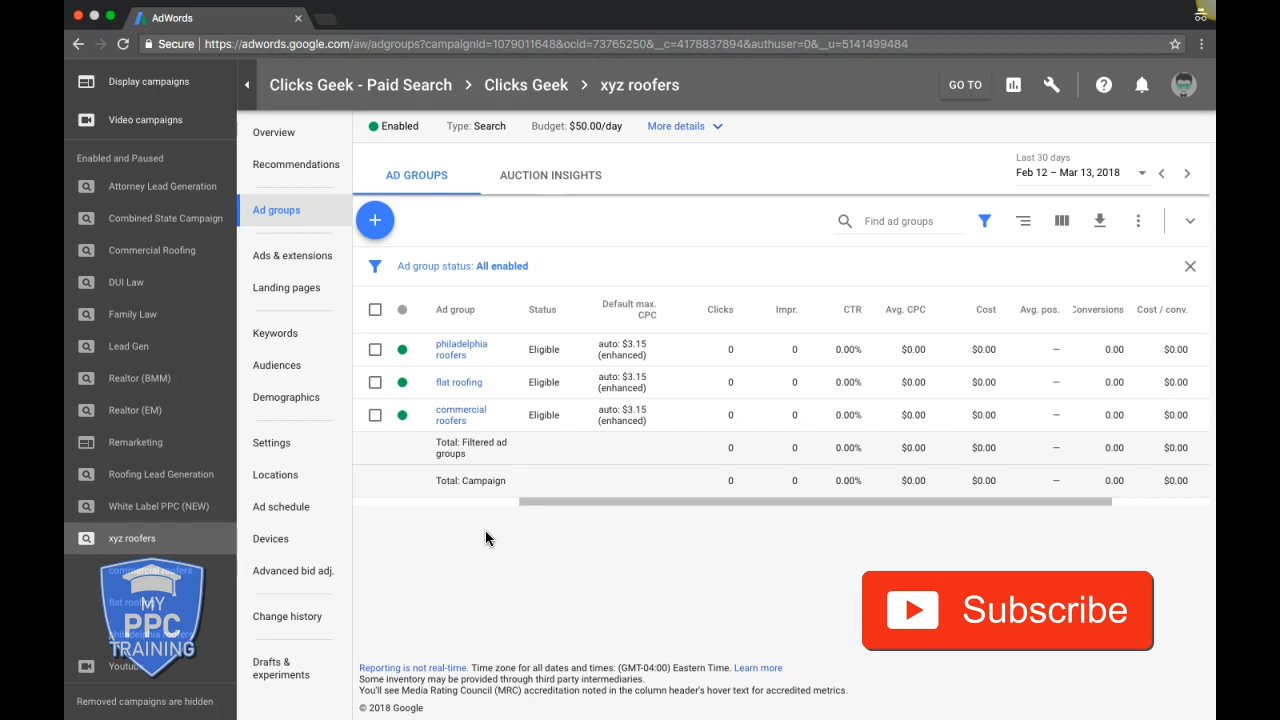 AdWords
Secure
https://adwords.google.com/aw/adgroups?campaignId=1079011648&ocid=73765250&__c=4178837894&authuser=0&__u=5141499484
Display campaigns
Video campaigns
Enabled and Paused
Attorney Lead Generation
Combined State Campaign
Commercial Roofing
DUI Law
Family Law
Lead Gen
Realtor (BMM)
Realtor (EM)
Remarketing
Roofing Lead Generation
White Label PPC (NEW)
xyz roofers
commercial roofers
flat roofing
philadelphia roofers
MY
PPC
TRAINING
Removed campaigns are hidden
Clicks Geek - Paid Search
Clicks Geek
xyz roofers
GO TO
Overview
Recommendations
Ad groups
Ads & extensions
Landing pages
Keywords
Audiences
Demographics
Settings
Locations
Ad schedule
Devices
Advanced bid adj.
Change history
Drafts &
experiments
Enabled Type: Search Budget: $50.00/day More details
AD GROUPS AUCTION INSIGHTS
Last 30 days
Feb 12 – Mar 13, 2018
Find ad groups
Ad group status: All enabled
Ad group Status Default max. CPC Clicks Impr. CTR Avg. CPC Cost Avg. pos. Conversions Cost / conv.
philadelphia roofers Eligible auto: $3.15 (enhanced) 0 0 0.00% $0.00 $0.00 – 0.00 $0.00
flat roofing Eligible auto: $3.15 (enhanced) 0 0 0.00% $0.00 $0.00 – 0.00 $0.00
commercial roofers Eligible auto: $3.15 (enhanced) 0 0 0.00% $0.00 $0.00 – 0.00 $0.00
Total: Filtered ad groups 0 0 0.00% $0.00 $0.00 – 0.00 $0.00
Total: Campaign 0 0 0.00% $0.00 $0.00 – 0.00 $0.00
Subscribe
Reporting is not real-time. Time zone for all dates and times: (GMT-04:00) Eastern Time. Learn more
Some inventory may be provided through third party intermediaries.
You'll see Media Rating Council (MRC) accreditation noted in the column header's hover text for accredited metrics.
© 2018 Google